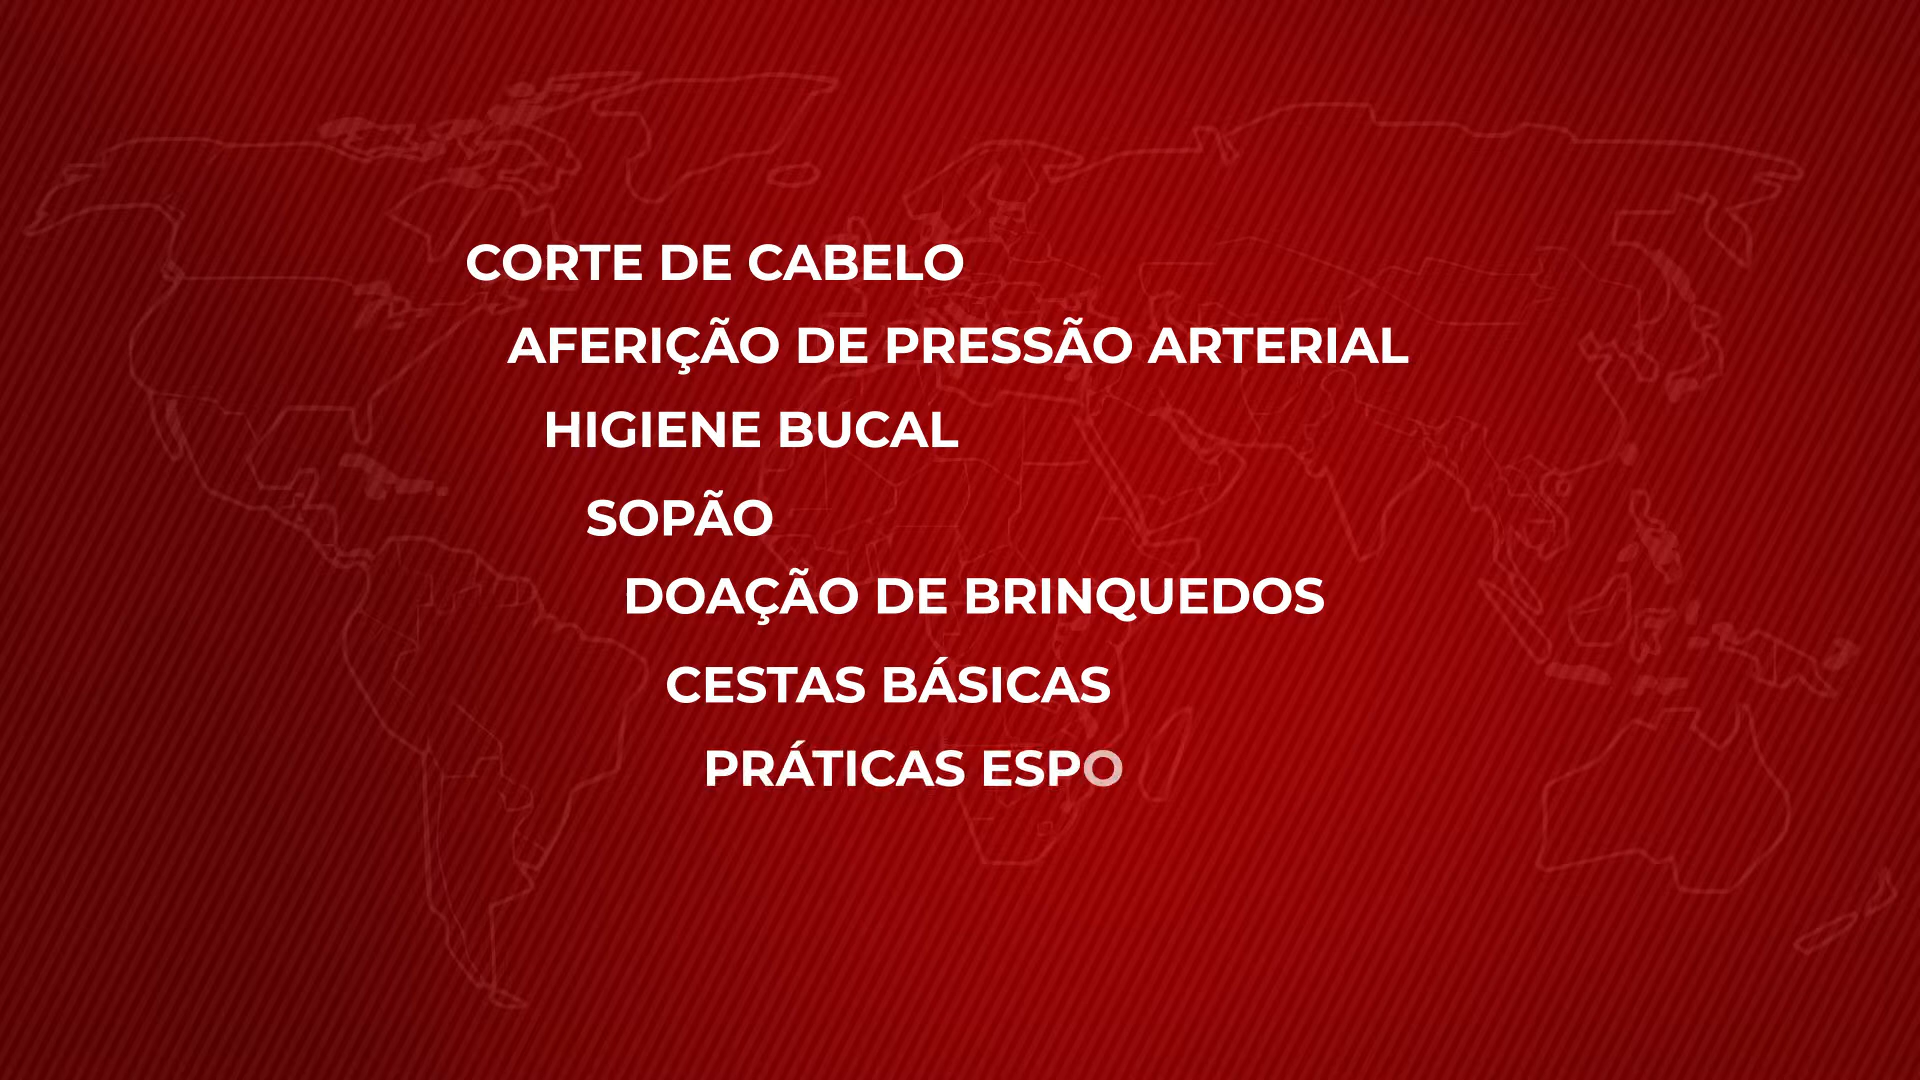 CORTE DE CABELO
AFERIÇÃO DE PRESSÃO ARTERIAL
HIGIENE BUCAL
SOPÃO
DOAÇÃO DE BRINQUEDOS
CESTAS BÁSICAS
PRÁTICAS ESPO